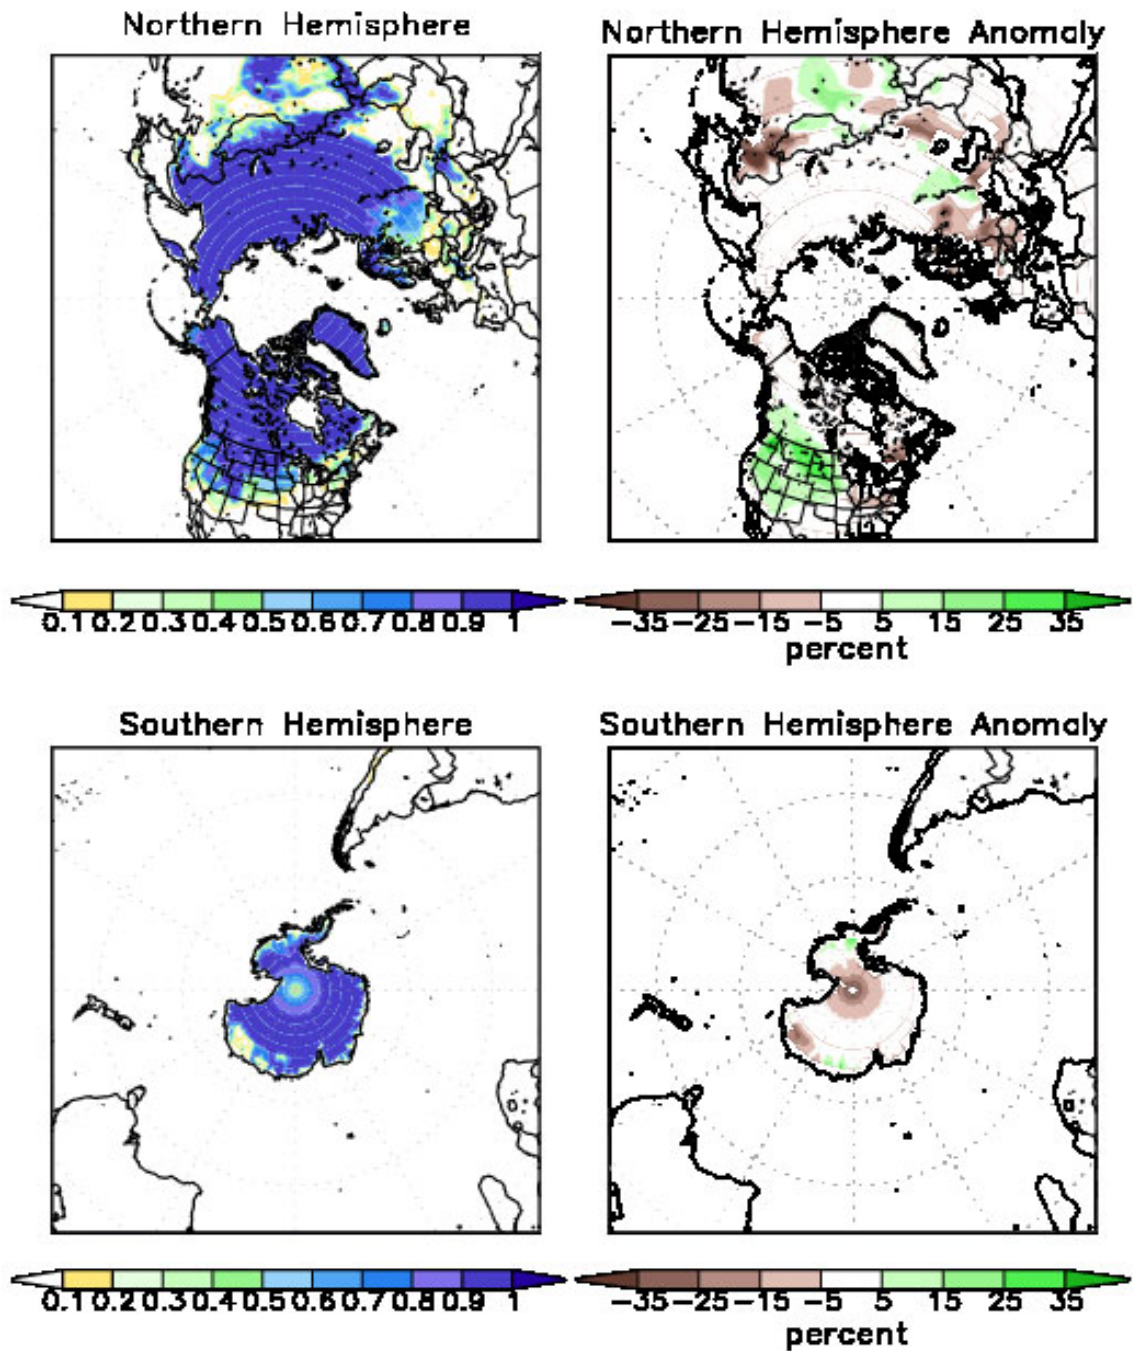 Northern Hemisphere
Northern Hemisphere Anomaly
0.1 0.2 0.3 0.4 0.5 0.6 0.7 0.8 0.9 1
-35 -25 -15 -5 5 15 25 35
percent
Southern Hemisphere
Southern Hemisphere Anomaly
0.1 0.2 0.3 0.4 0.5 0.6 0.7 0.8 0.9 1
-35 -25 -15 -5 5 15 25 35
percent